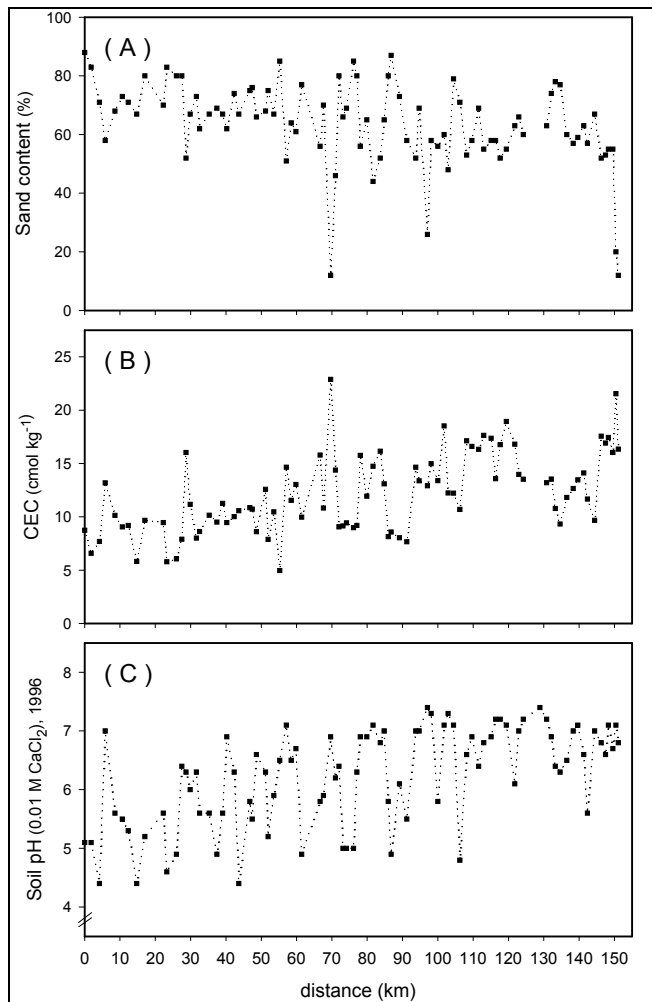 ( A )
Sand content (%)
100
80
60
40
20
0
( B )
CEC (cmol kg⁻¹)
25
20
15
10
5
0
( C )
Soil pH (0.01 M CaCl₂), 1996
8
7
6
5
4
0 10 20 30 40 50 60 70 80 90 100 110 120 130 140 150
distance (km)